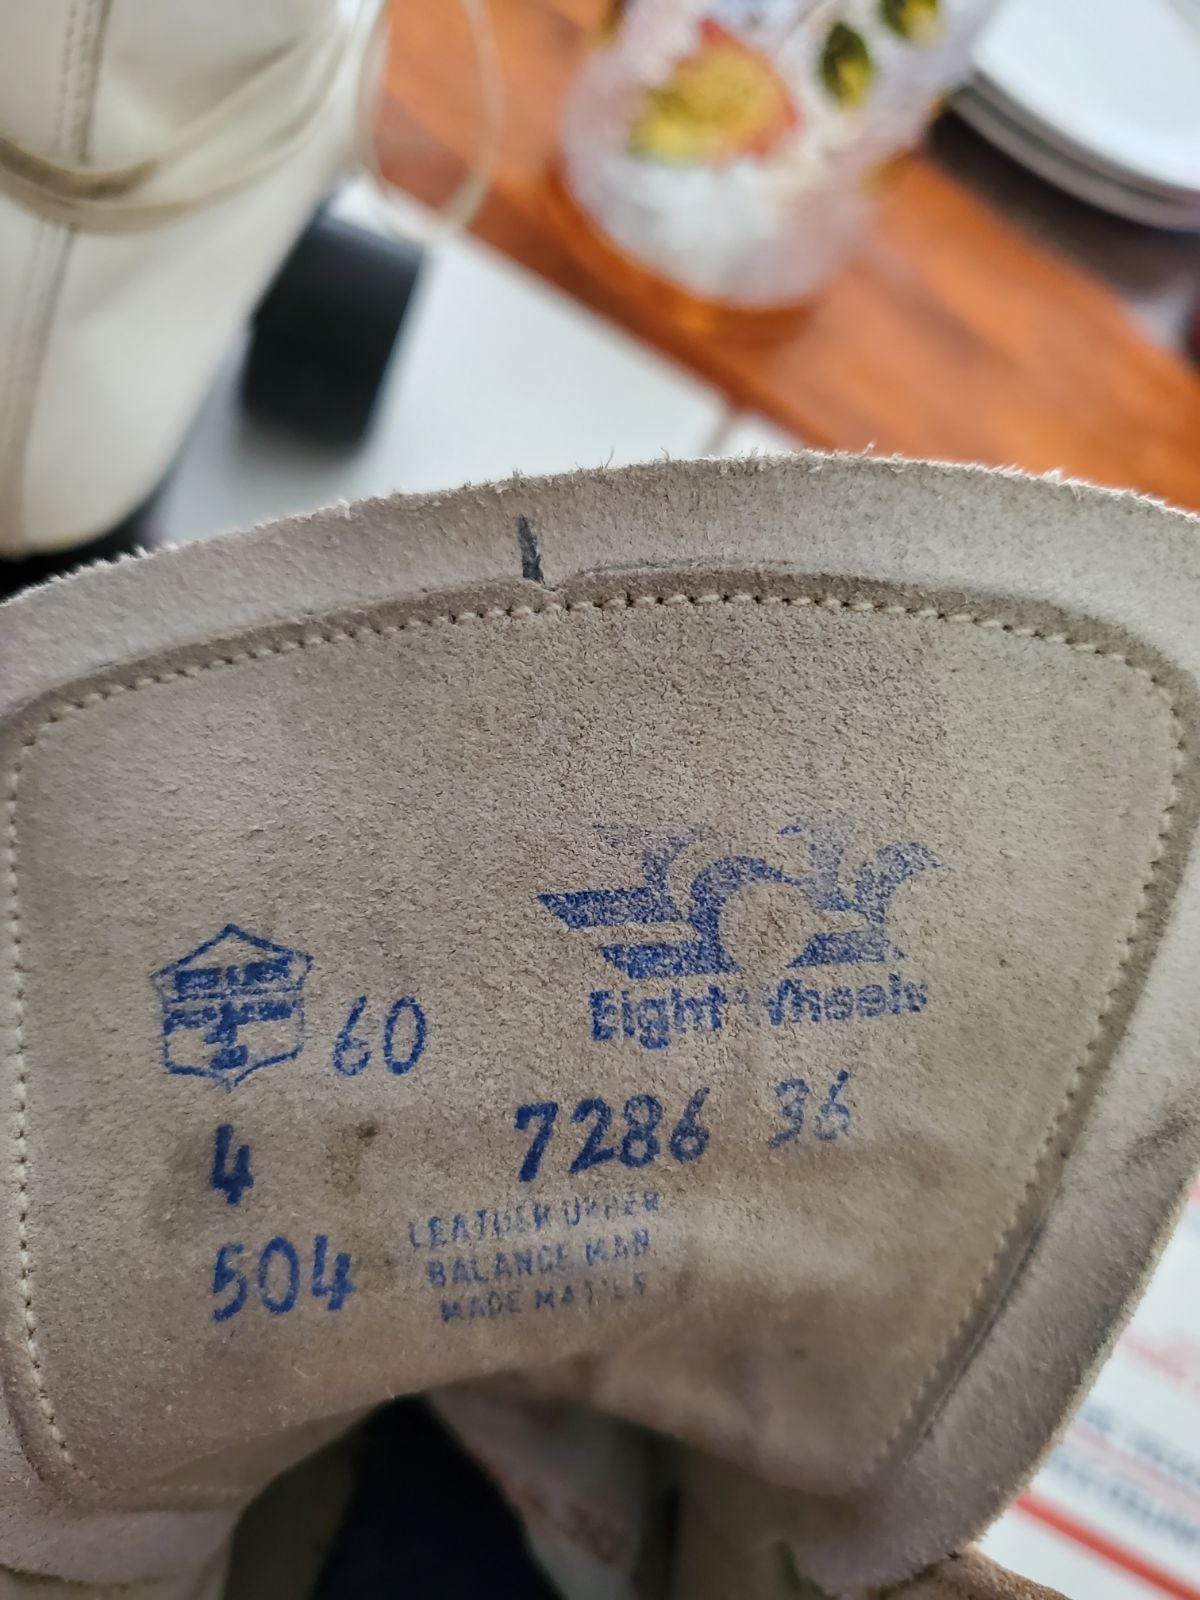 Eight Wheels
60
7286 36
4
LEATHER UPPER
504
BALANCE MAN
MADE MAT'LS